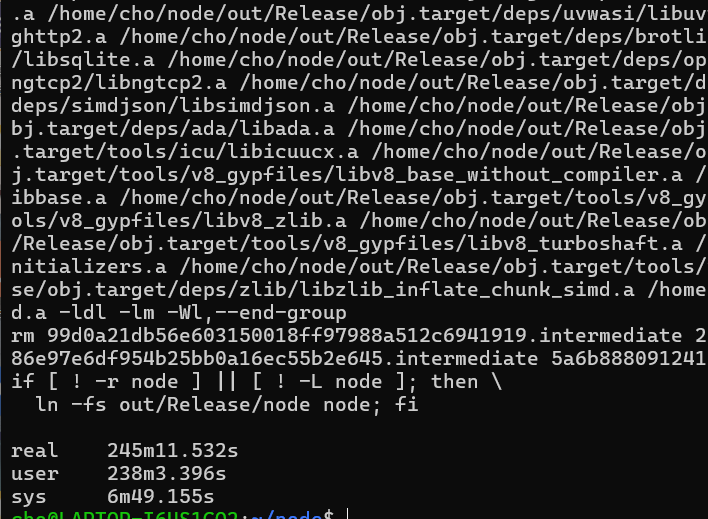 .a /home/cho/node/out/Release/obj.target/deps/uvwasi/libuv
ghttp2.a /home/cho/node/out/Release/obj.target/deps/brotli
/libsqlite.a /home/cho/node/out/Release/obj.target/deps/op
ngtcp2/libngtcp2.a /home/cho/node/out/Release/obj.target/d
deps/simdjson/libsimdjson.a /home/cho/node/out/Release/obj
bj.target/deps/ada/libada.a /home/cho/node/out/Release/obj
.target/tools/icu/libicuucx.a /home/cho/node/out/Release/o
j.target/tools/v8_gypfiles/libv8_base_without_compiler.a /
ibbase.a /home/cho/node/out/Release/obj.target/tools/v8_gy
ols/v8_gypfiles/libv8_zlib.a /home/cho/node/out/Release/ob
/Release/obj.target/tools/v8_gypfiles/libv8_turboshaft.a /
nitializers.a /home/cho/node/out/Release/obj.target/tools/
se/obj.target/deps/zlib/libzlib_inflate_chunk_simd.a /home
d.a -ldl -lm -Wl,--end-group
rm 99d0a21db56e603150018ff97988a512c6941919.intermediate 2
86e97e6df954b25bb0a16ec55b2e645.intermediate 5a6b888091241
if [ ! -r node ] || [ ! -L node ]; then \
  ln -fs out/Release/node node; fi
real    245m11.532s
user    238m3.396s
sys     6m49.155s
cho@LAPTOP-I6HS1CO2:~/node$